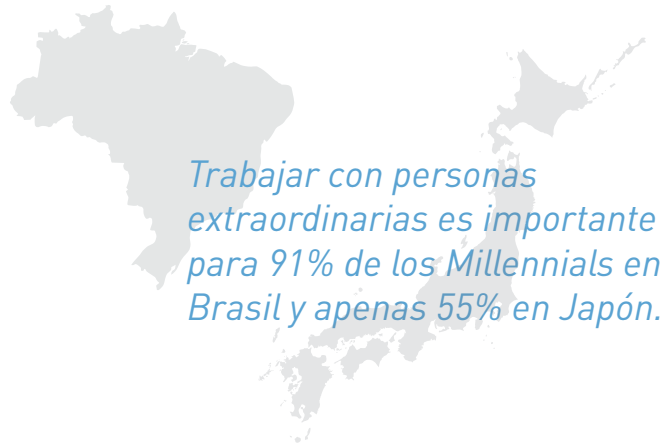 Trabajar con personas
extraordinarias es importante
para 91% de los Millennials en
Brasil y apenas 55% en Japón.